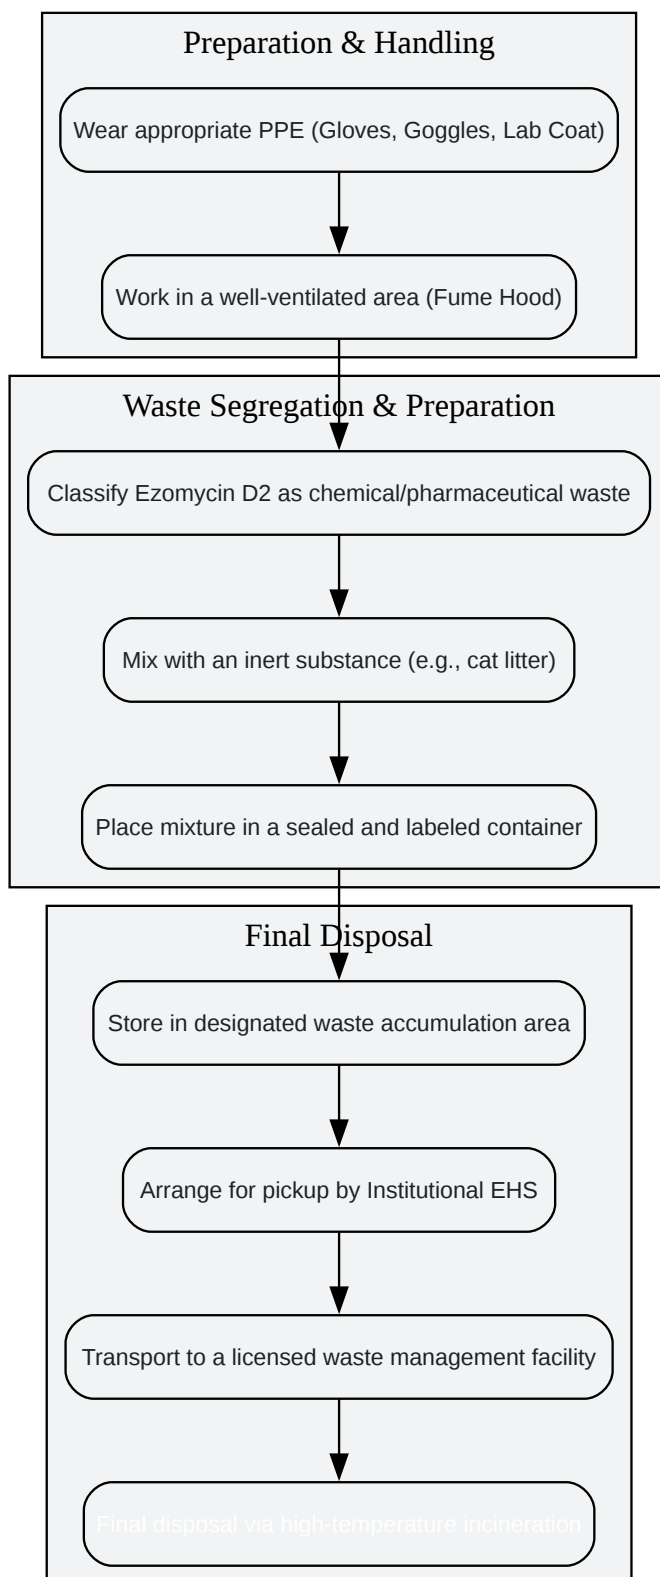 Preparation & Handling
Wear appropriate PPE (Gloves, Goggles, Lab Coat)
Work in a well-ventilated area (Fume Hood)
Waste Segregation & Preparation
Classify Ezomycin D2 as chemical/pharmaceutical waste
Mix with an inert substance (e.g., cat litter)
Place mixture in a sealed and labeled container
Final Disposal
Store in designated waste accumulation area
Arrange for pickup by Institutional EHS
Transport to a licensed waste management facility
Final disposal via high-temperature incineration